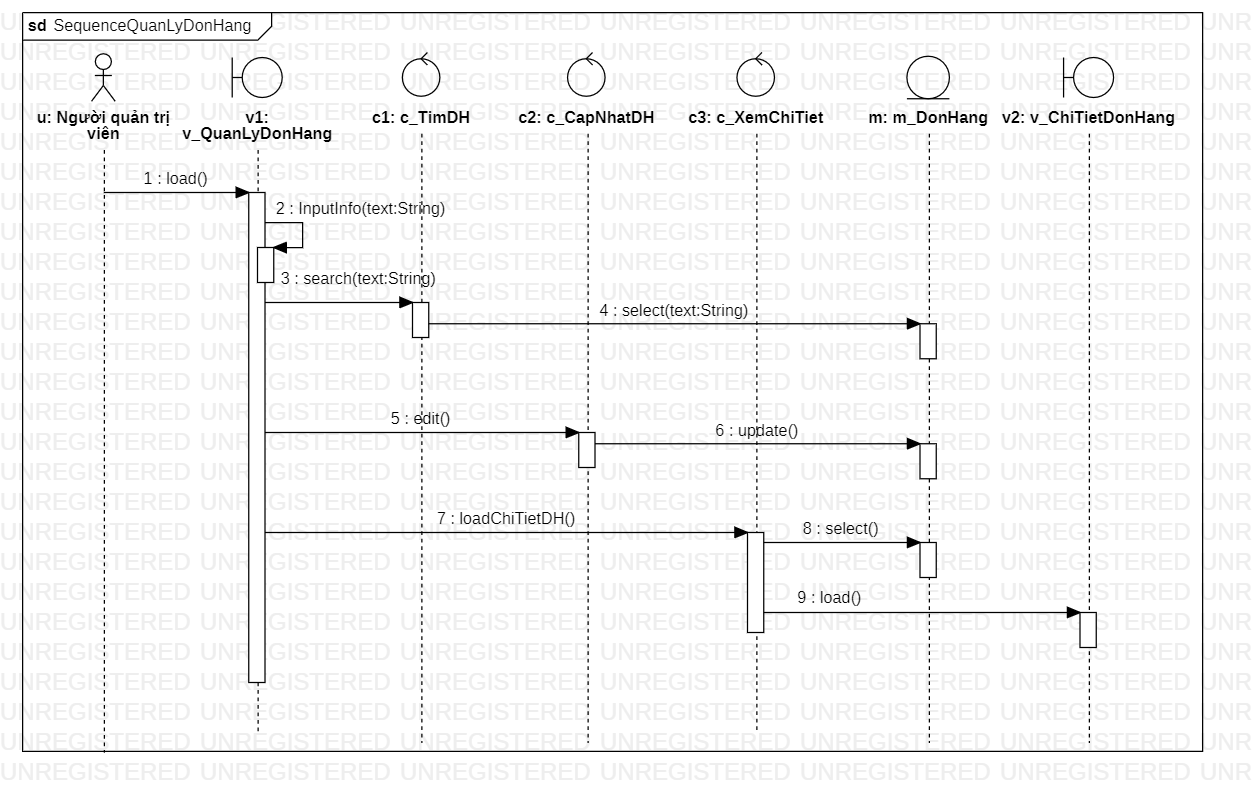 sd SequenceQuanLyDonHang
u: Người quản trị
viên
v1:
v_QuanLyDonHang
c1: c_TimDH
c2: c_CapNhatDH
c3: c_XemChiTiet
m: m_DonHang
v2: v_ChiTietDonHang
1 : load()
2 : InputInfo(text:String)
3 : search(text:String)
4 : select(text:String)
5 : edit()
6 : update()
7 : loadChiTietDH()
8 : select()
9 : load()
UNREGISTERED